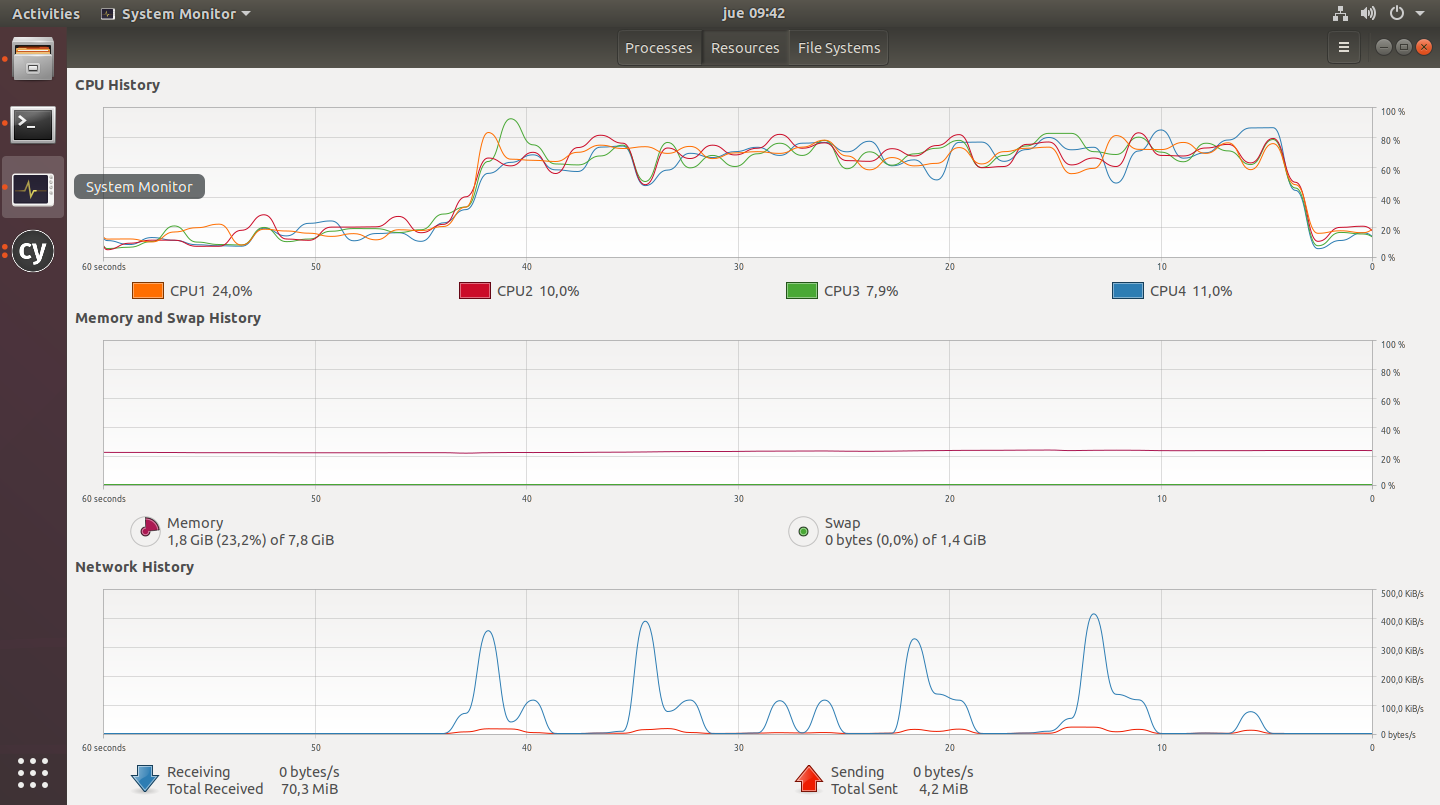 Activities System Monitor jue 09:42
Processes Resources File Systems
CPU History
100 %
80 %
60 %
40 %
20 %
0 %
60 seconds 50 40 30 20 10 0
CPU1 24,0% CPU2 10,0% CPU3 7,9% CPU4 11,0%
System Monitor
>_
cy
Memory and Swap History
100 %
80 %
60 %
40 %
20 %
0 %
60 seconds 50 40 30 20 10 0
Memory
1,8 GiB (23,2%) of 7,8 GiB
Swap
0 bytes (0,0%) of 1,4 GiB
Network History
500,0 KiB/s
400,0 KiB/s
300,0 KiB/s
200,0 KiB/s
100,0 KiB/s
0 bytes/s
60 seconds 50 40 30 20 10 0
Receiving 0 bytes/s
Total Received 70,3 MiB
Sending 0 bytes/s
Total Sent 4,2 MiB